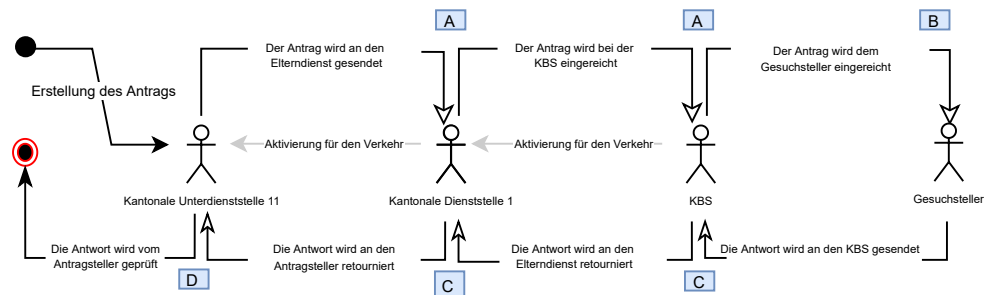 A
A
B
Der Antrag wird an den
Elterndienst gesendet
Der Antrag wird bei der
KBS eingereicht
Der Antrag wird dem
Gesuchsteller eingereicht
Erstellung des Antrags
Aktivierung für den Verkehr
Aktivierung für den Verkehr
Kantonale Unterdienststelle 11
Kantonale Dienststelle 1
KBS
Gesuchsteller
Die Antwort wird vom
Antragsteller geprüft
Die Antwort wird an den
Antragsteller retourniert
Die Antwort wird an den
Elterndienst retourniert
Die Antwort wird an den KBS gesendet
D
C
C